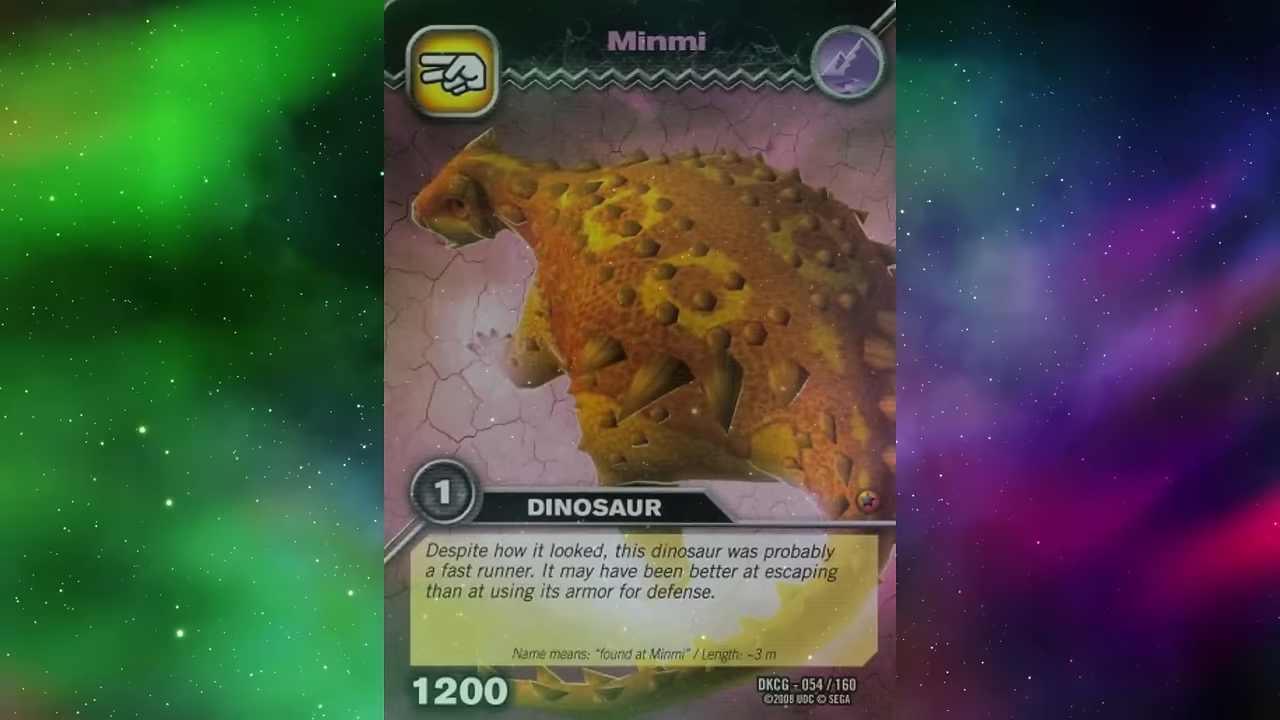 Minmi
1
DINOSAUR
Despite how it looked, this dinosaur was probably
a fast runner. It may have been better at escaping
than at using its armor for defense.
Name means: "found at Minmi" / Length: ~3 m
1200
DKCG - 054/160
©2008 UDC © SEGA